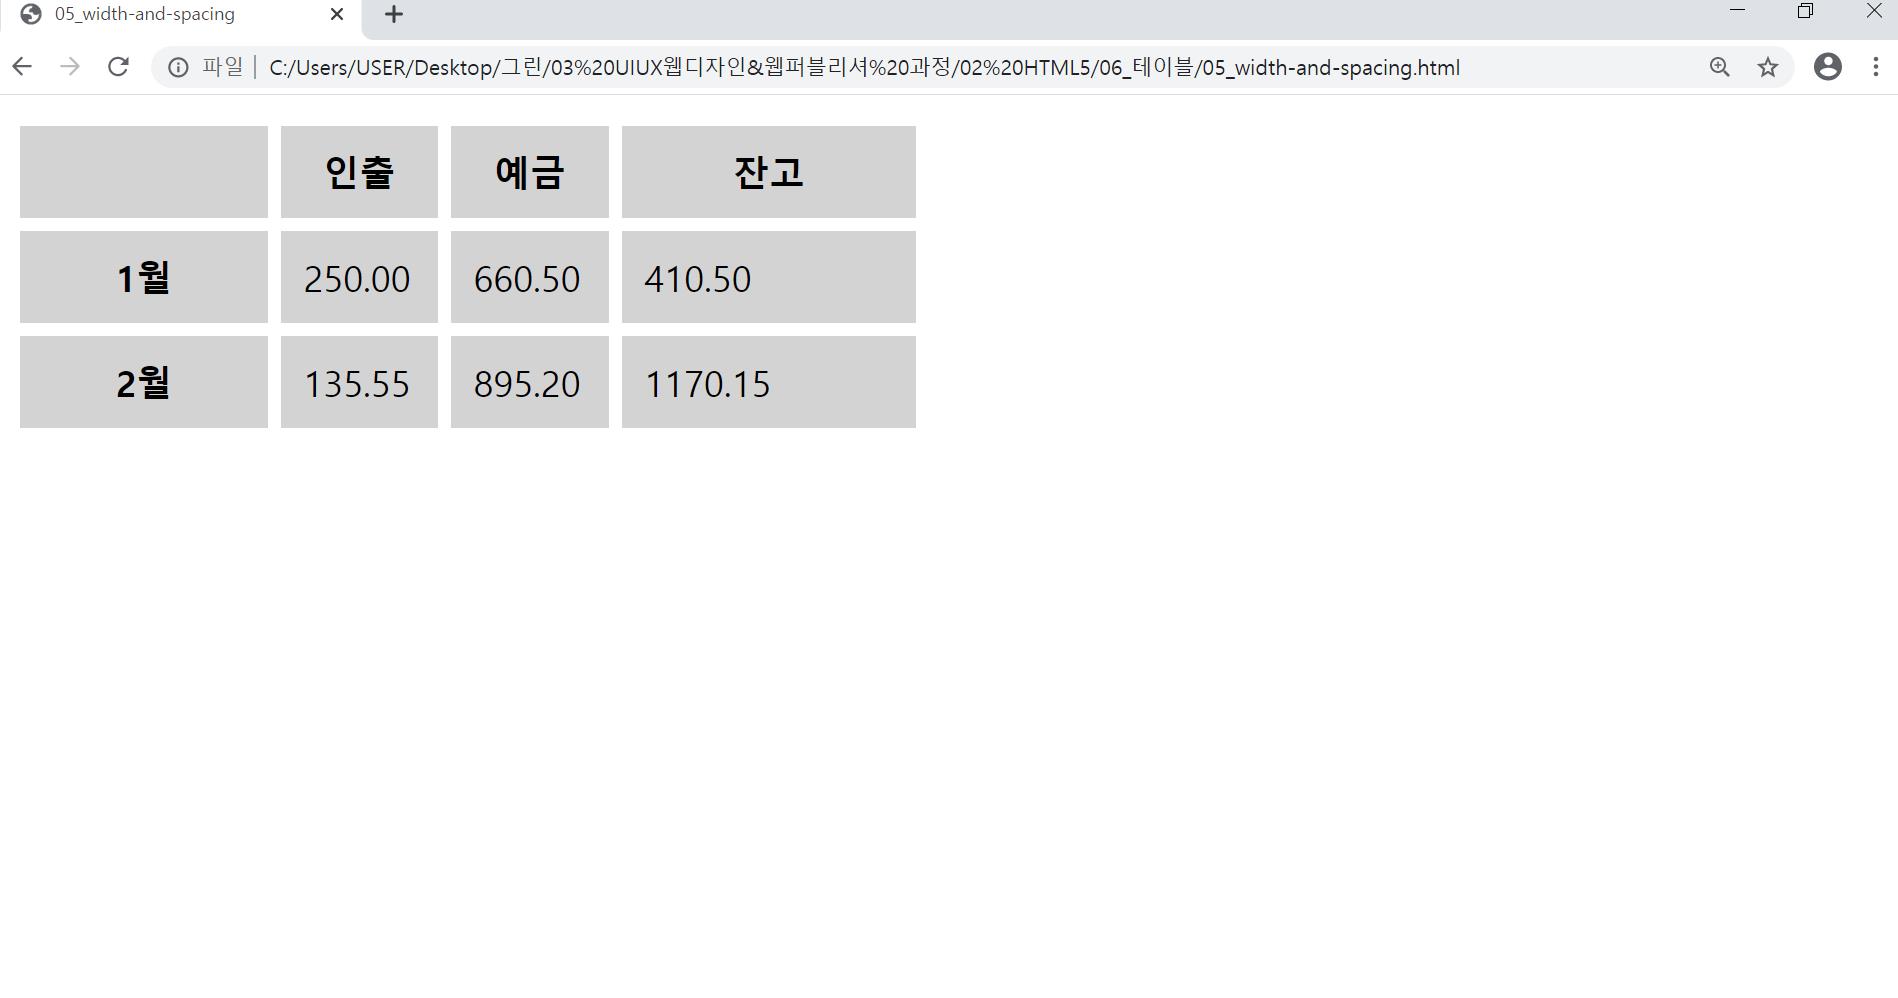 05_width-and-spacing
파일 | C:/Users/USER/Desktop/그린/03%20UIUX웹디자인&웹퍼블리셔%20과정/02%20HTML5/06_테이블/05_width-and-spacing.html
인출 예금 잔고
1월 250.00 660.50 410.50
2월 135.55 895.20 1170.15